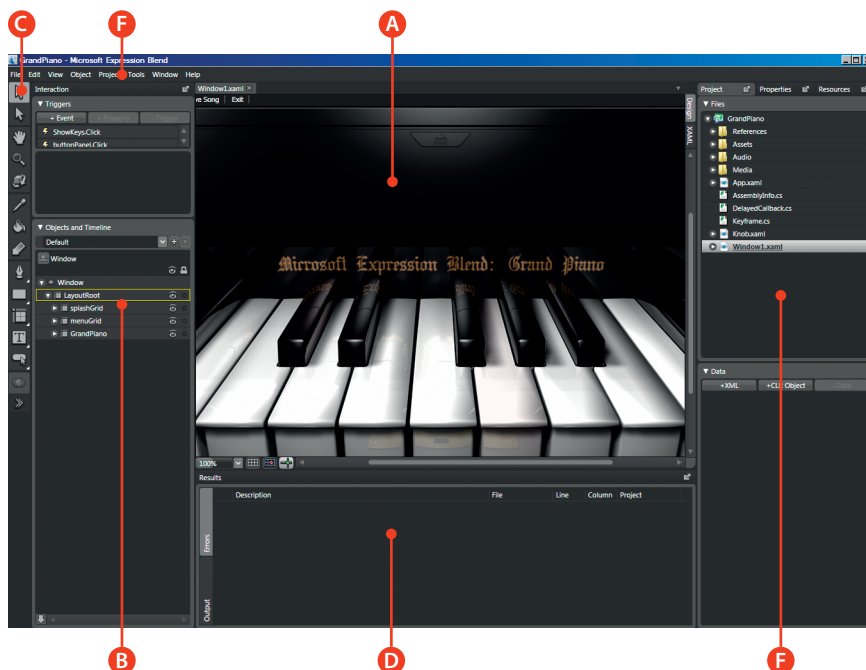 C
F
A
GrandPiano - Microsoft Expression Blend
File Edit View Object Project Tools Window Help
Interaction
Triggers
+ Event + Property - Trigger
ShowKeys.Click
buttonPanel.Click
Objects and Timeline
Default
Window
Window
LayoutRoot
splashGrid
menuGrid
GrandPiano
Window1.xaml ×
ve Song Exit
Design
XAML
Microsoft Expression Blend: Grand Piano
100%
Results
Description File Line Column Project
Errors
Output
Project Properties Resources
Files
GrandPiano
References
Assets
Audio
Media
App.xaml
AssemblyInfo.cs
DelayedCallback.cs
Keyframe.cs
Knob.xaml
Window1.xaml
Data
+XML +CLR Object - Data
B
D